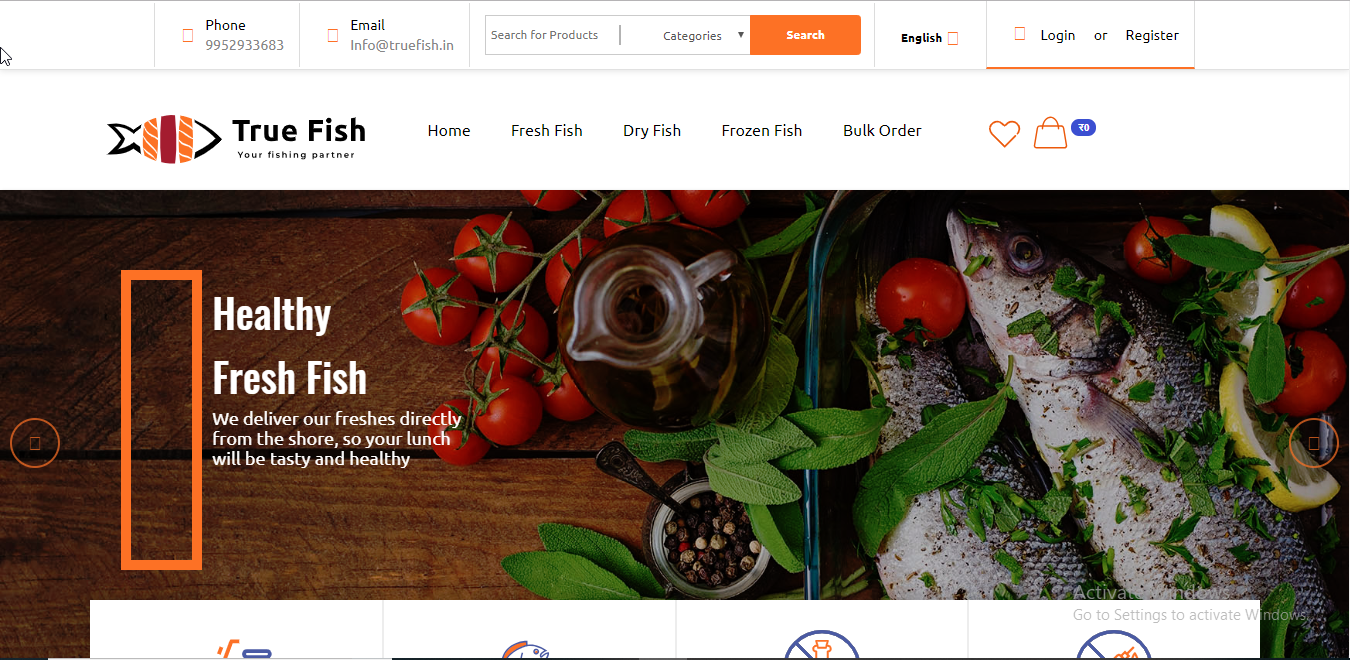 Phone
9952933683
Email
Info@truefish.in
Search for Products
Categories
Search
English
Login or Register
True Fish
Your fishing partner
Home
Fresh Fish
Dry Fish
Frozen Fish
Bulk Order
₹0
Healthy
Fresh Fish
We deliver our freshes directly
from the shore, so your lunch
will be tasty and healthy
Activate Windows
Go to Settings to activate Windows.